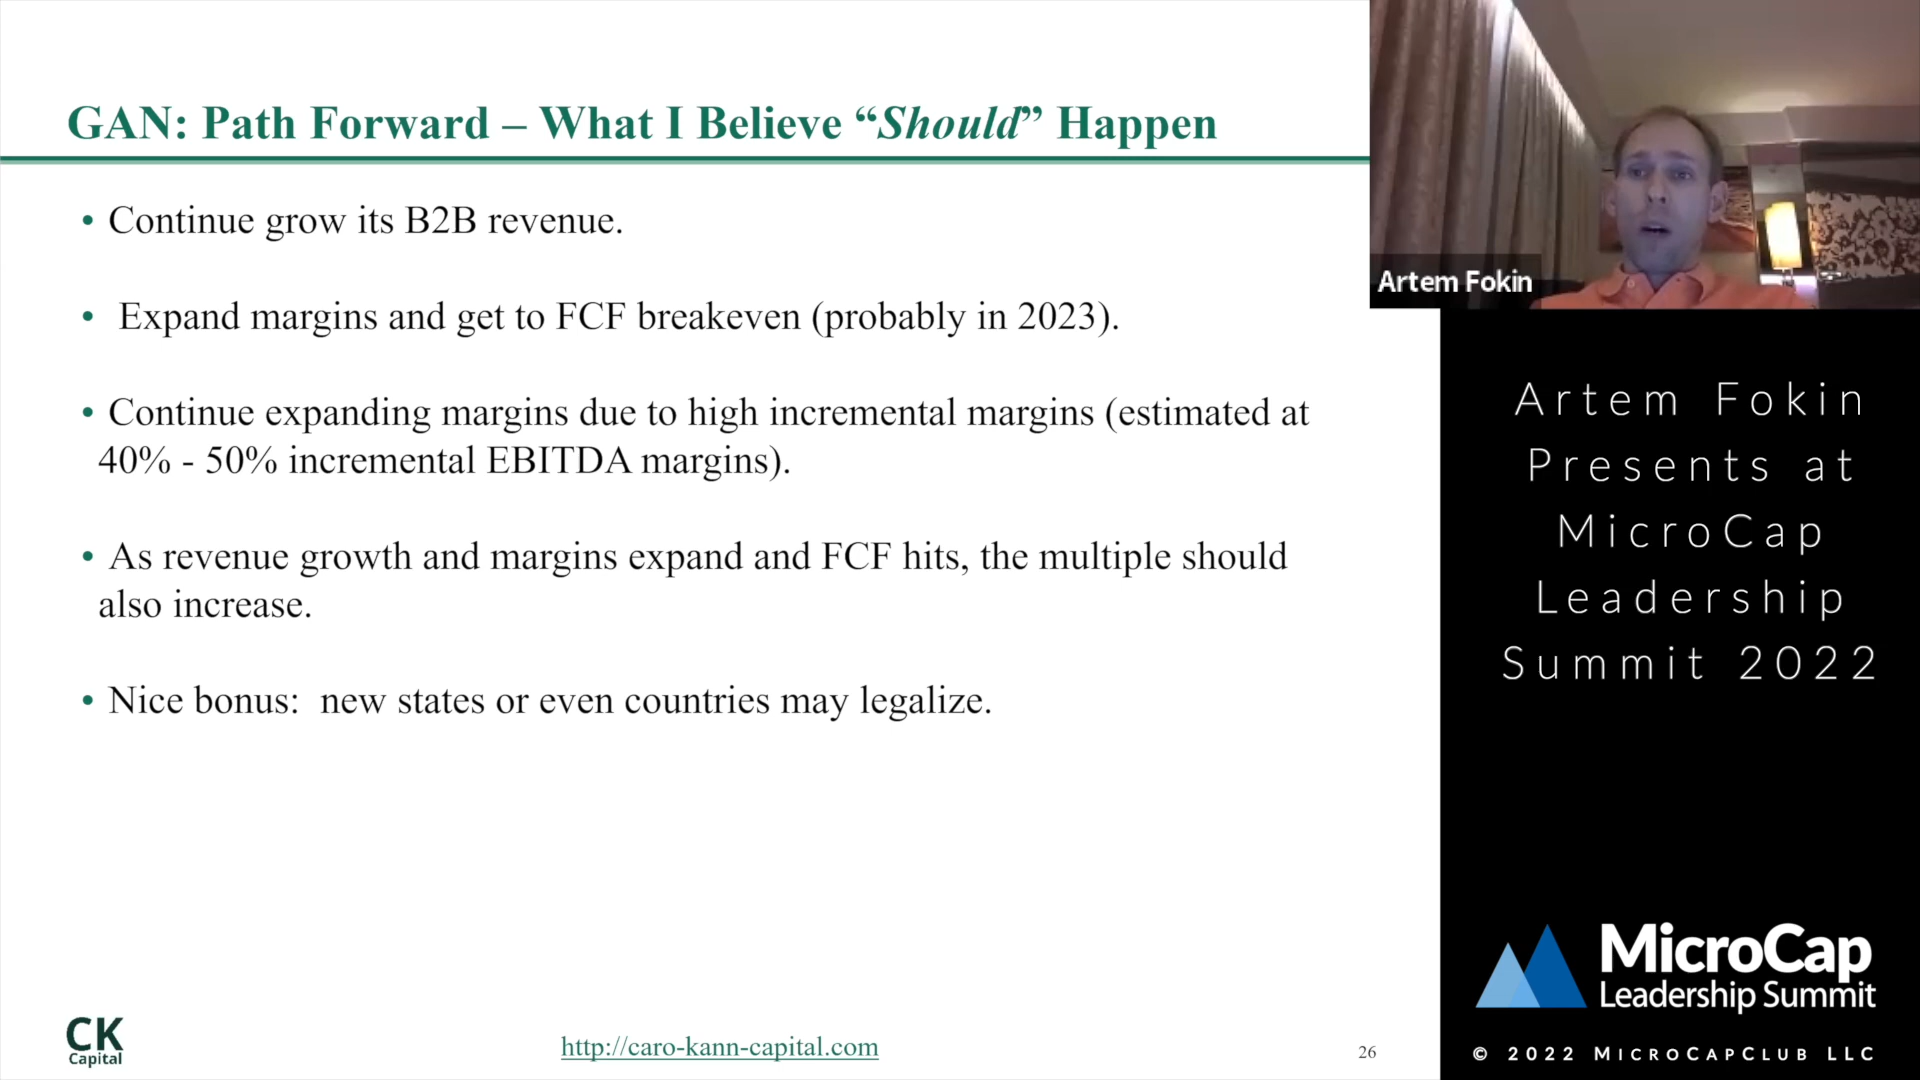 GAN: Path Forward – What I Believe “Should” Happen
• Continue grow its B2B revenue.
• Expand margins and get to FCF breakeven (probably in 2023).
• Continue expanding margins due to high incremental margins (estimated at
40% - 50% incremental EBITDA margins).
• As revenue growth and margins expand and FCF hits, the multiple should
also increase.
• Nice bonus:  new states or even countries may legalize.
CK
Capital
http://caro-kann-capital.com
26
Artem Fokin
Artem Fokin
Presents at
MicroCap
Leadership
Summit 2022
MicroCap
Leadership Summit
© 2022 MicroCapClub LLC